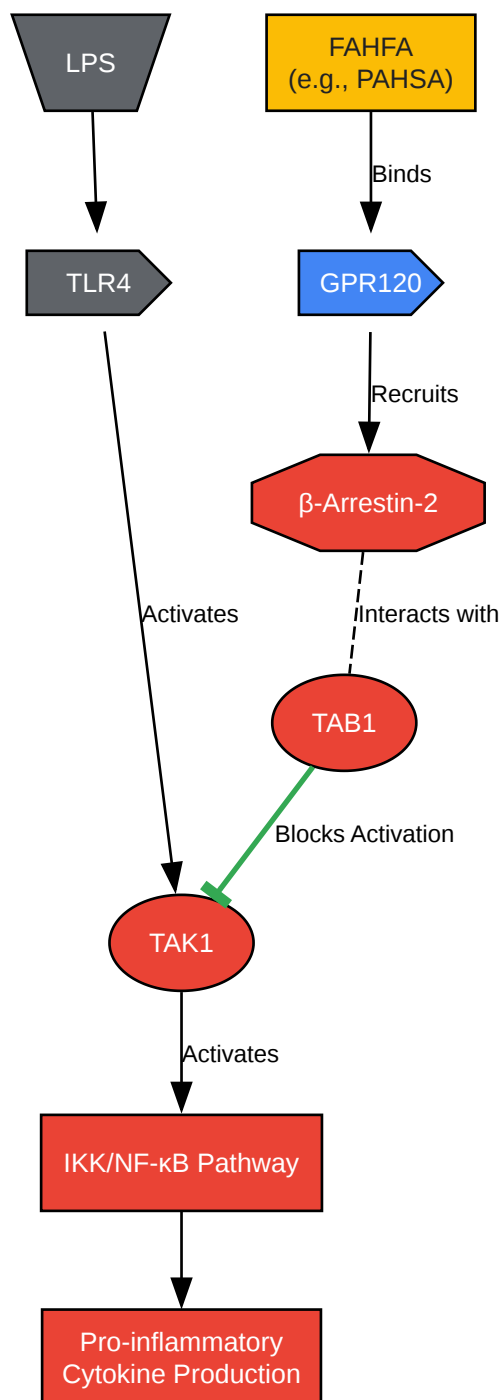 LPS
FAHFA
(e.g., PAHSA)
Binds
TLR4
GPR120
Recruits
β-Arrestin-2
Activates
Interacts with
TAB1
Blocks Activation
TAK1
Activates
IKK/NF-κB Pathway
Pro-inflammatory
Cytokine Production